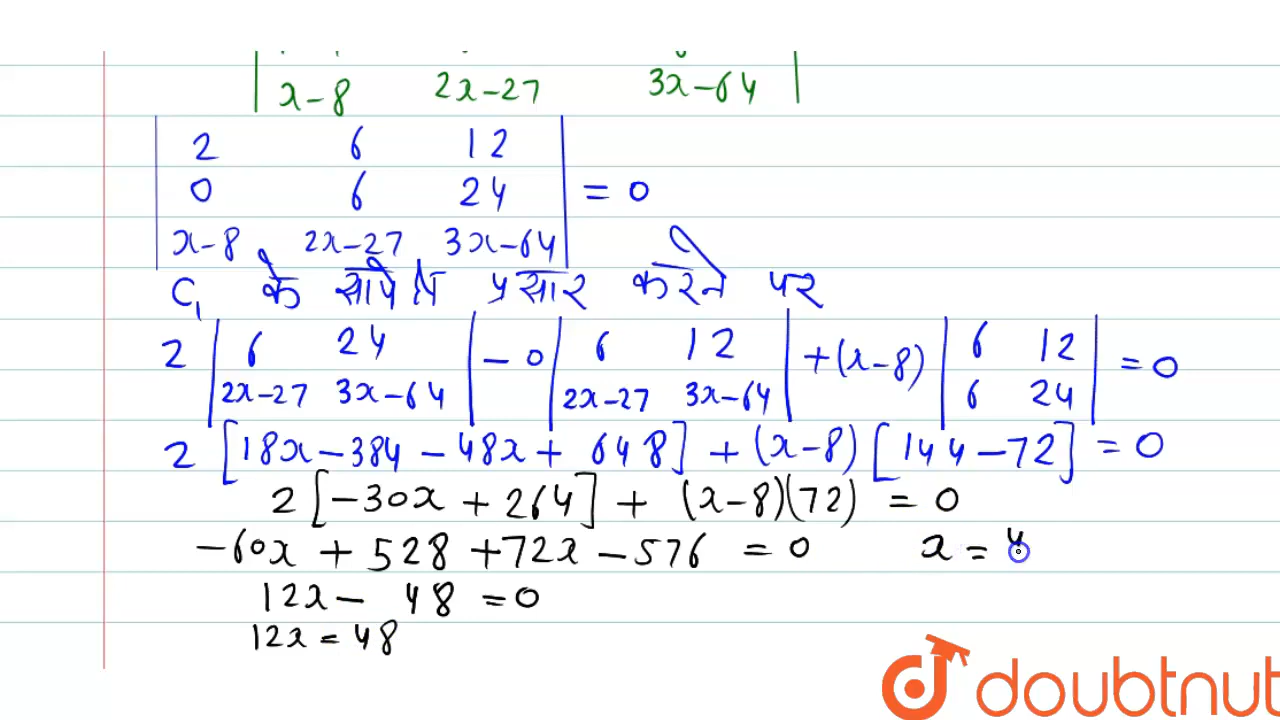 x-8 2x-27 3x-64
2 6 12
0 6 24 = 0
x-8 2x-27 3x-64
C₁ के सापेक्ष प्रसार करने पर
2 | 6 24 | - 0 | 6 12 | + (x-8) | 6 12 | = 0
| 2x-27 3x-64 | | 2x-27 3x-64 | | 6 24 |
2 [18x-384-48x+648] + (x-8) [144-72] = 0
2 [-30x+264] + (x-8)(72) = 0
-60x + 528 +72x -576 = 0 x = 4
12x - 48 = 0
12x = 48
doubtnut